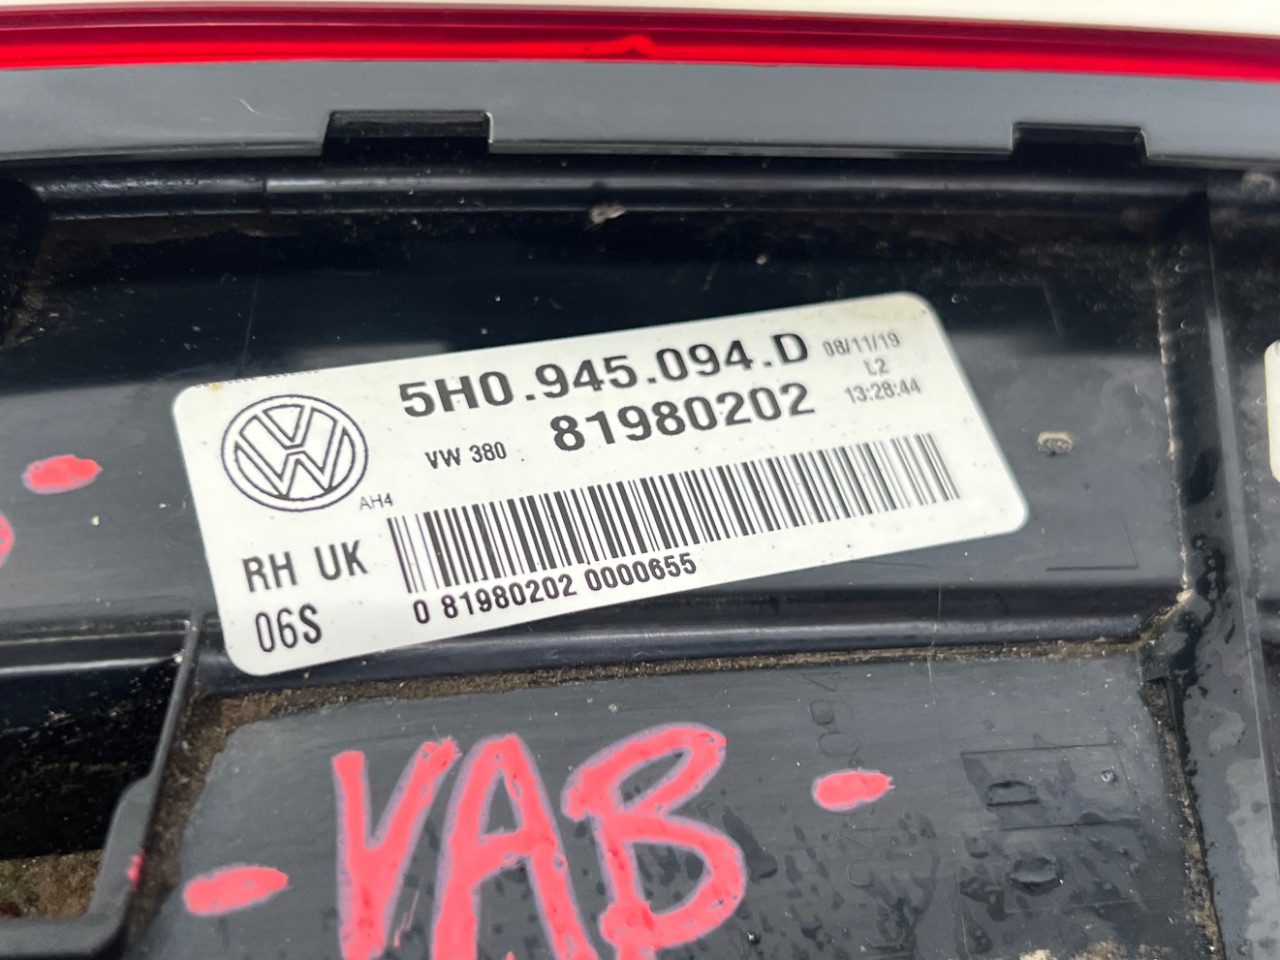 5H0.945.094.D
08/11/19
L2
13:28:44
VW 380
81980202
AH4
RH UK
06S
0 81980202 0000655
- VAB -